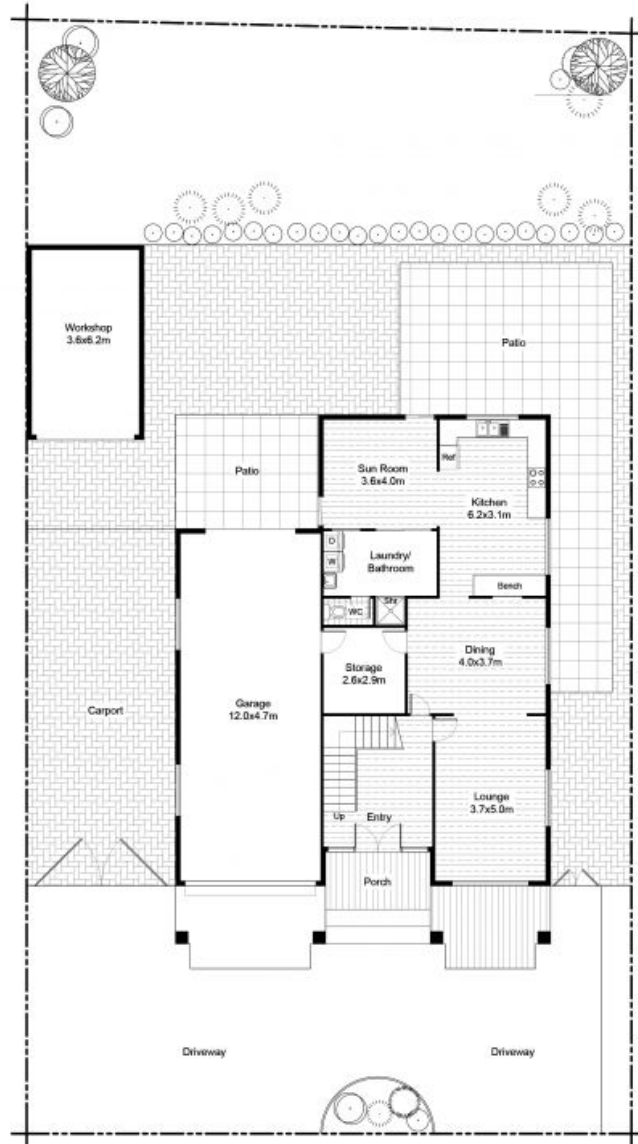 Workshop
3.6x6.2m
Patio
Patio
Sun Room
3.6x4.0m
Ref
Kitchen
6.2x3.1m
D
W
Laundry/
Bathroom
Bench
WC
Shr
Dining
4.0x3.7m
Storage
2.6x2.9m
Garage
12.0x4.7m
Carport
Lounge
3.7x5.0m
Up
Entry
Porch
Driveway
Driveway